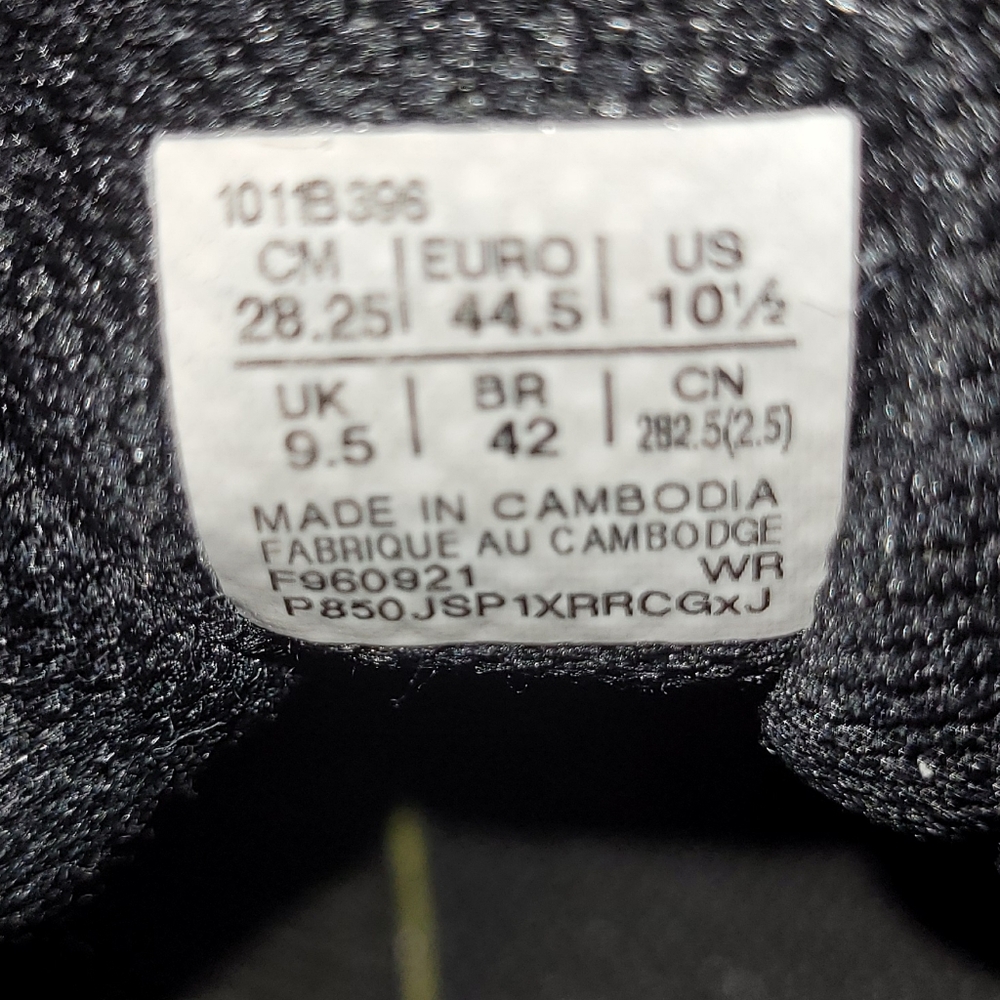 1011B396
CM | EURO | US
28.25 | 44.5 | 10½
UK | BR | CN
9.5 | 42 | 282.5(2.5)
MADE IN CAMBODIA
FABRIQUE AU CAMBODGE
F960921 WR
P850JSP1XRRCGxJ